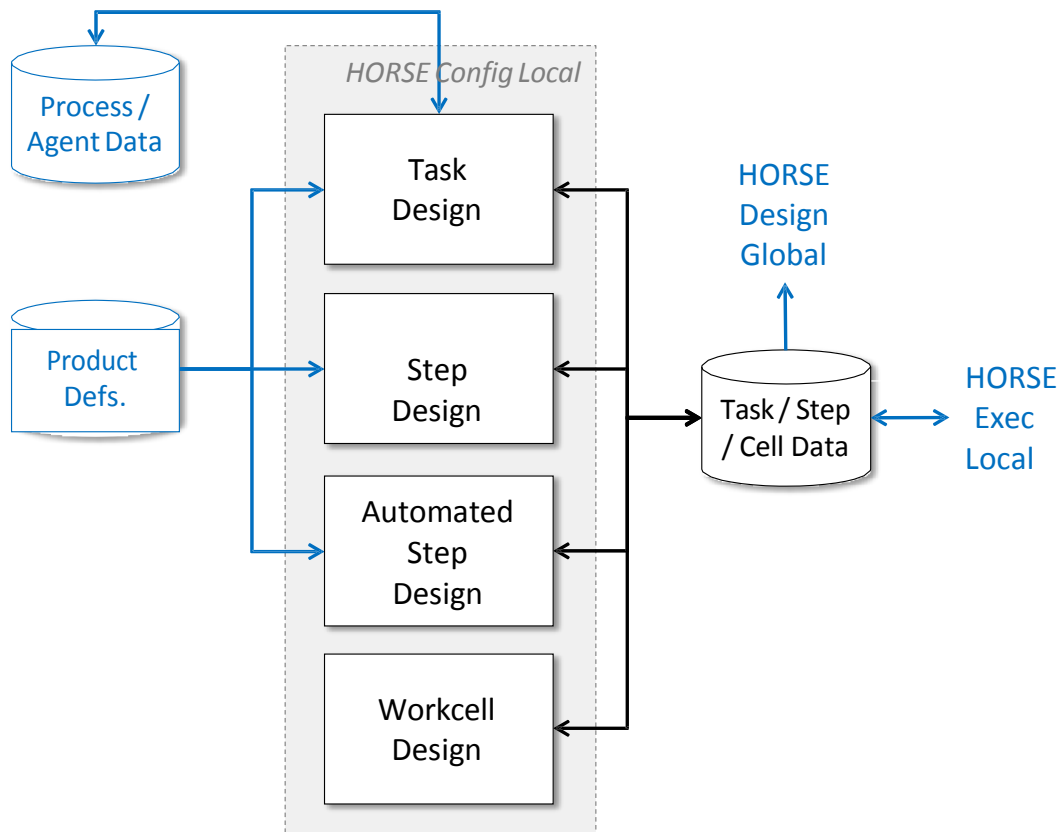 HORSE Config Local
Process /
Agent Data
Task
Design
HORSE
Design
Global
Product
Defs.
Step
Design
Task / Step
/ Cell Data
HORSE
Exec
Local
Automated
Step
Design
Workcell
Design